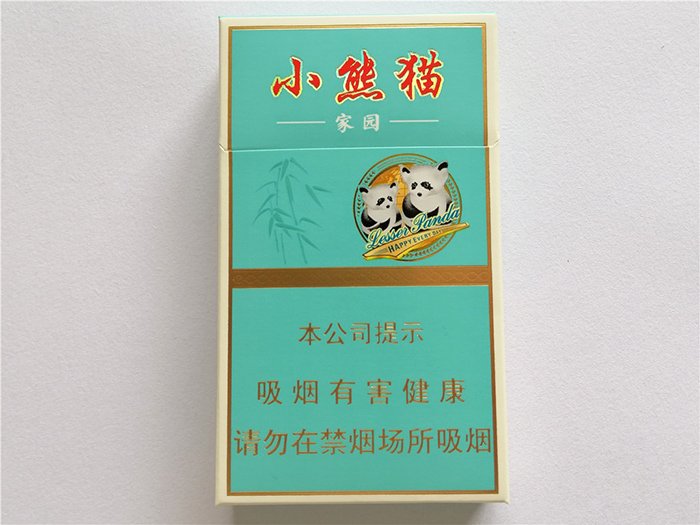 小熊猫
家园
Lesser Panda
HAPPY EVERY DAY
本公司提示
吸烟有害健康
请勿在禁烟场所吸烟